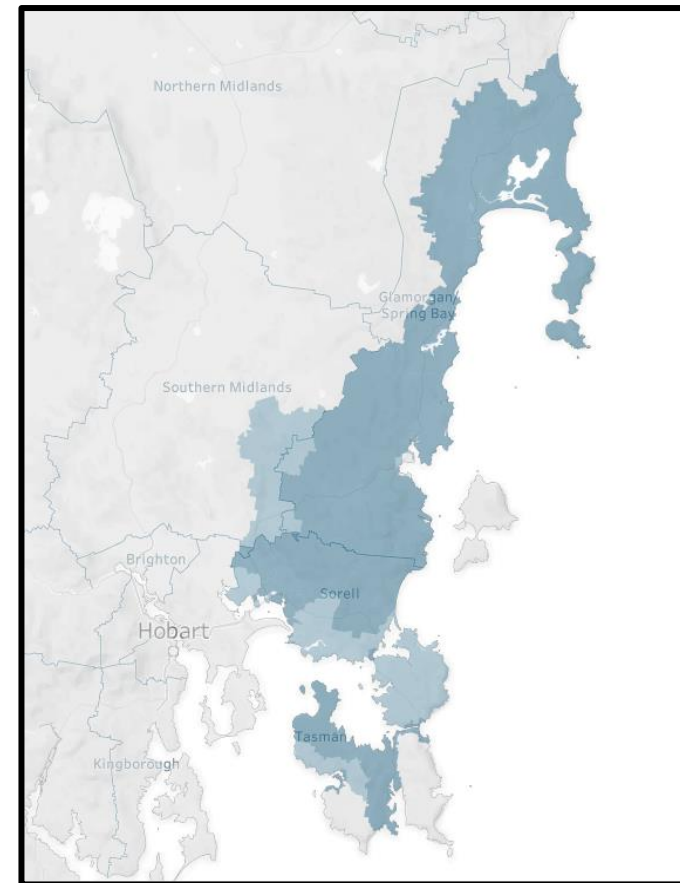 Northern Midlands
Glamorgan/
Spring Bay
Southern Midlands
Brighton
Sorell
Hobart
Tasman
Kingborough